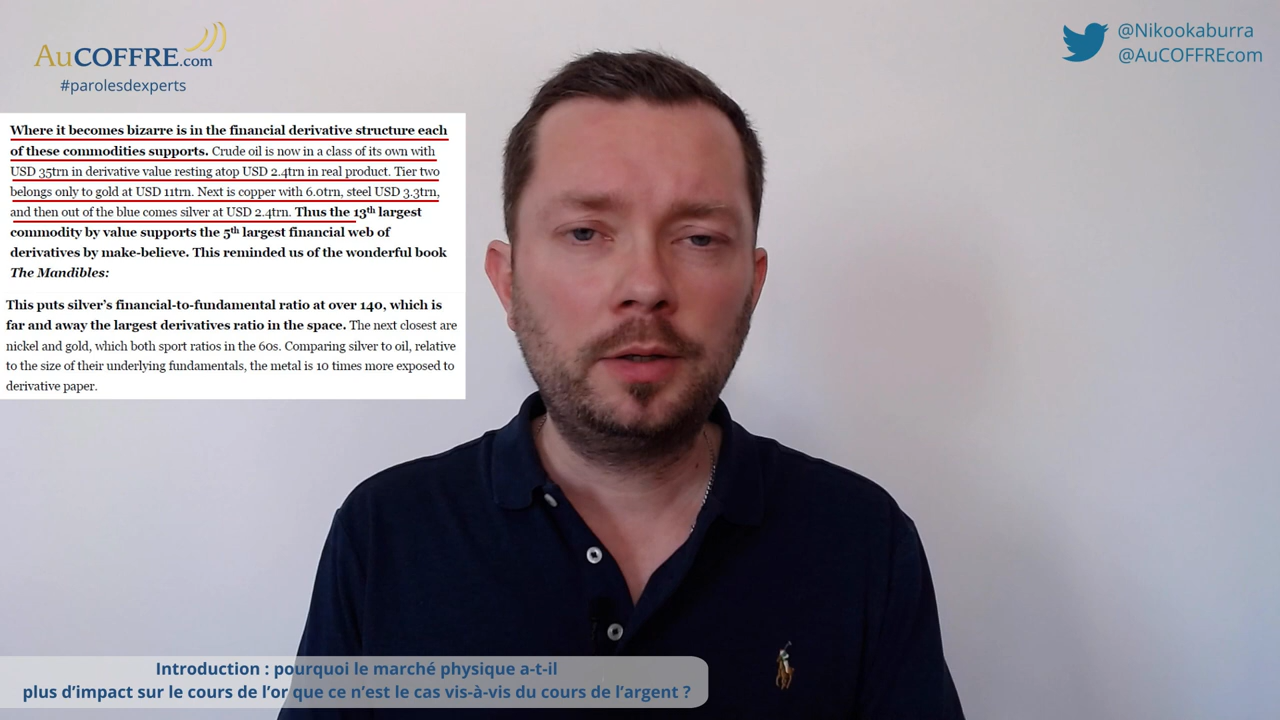 AuCOFFRE.com
#parolesdexperts
@Nikookaburra
@AuCOFFREcom
Where it becomes bizarre is in the financial derivative structure each
of these commodities supports. Crude oil is now in a class of its own with
USD 35trn in derivative value resting atop USD 2.4trn in real product. Tier two
belongs only to gold at USD 11trn. Next is copper with 6.0trn, steel USD 3.3trn,
and then out of the blue comes silver at USD 2.4trn. Thus the 13th largest
commodity by value supports the 5th largest financial web of
derivatives by make-believe. This reminded us of the wonderful book
The Mandibles:
This puts silver's financial-to-fundamental ratio at over 140, which is
far and away the largest derivatives ratio in the space. The next closest are
nickel and gold, which both sport ratios in the 60s. Comparing silver to oil, relative
to the size of their underlying fundamentals, the metal is 10 times more exposed to
derivative paper.
Introduction : pourquoi le marché physique a-t-il
plus d'impact sur le cours de l'or que ce n'est le cas vis-à-vis du cours de l'argent ?